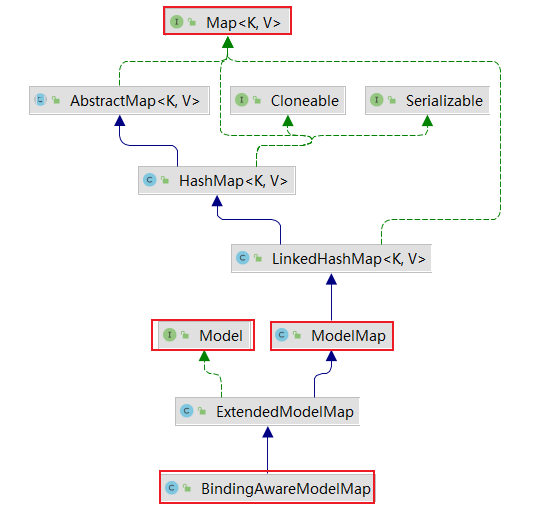 I Map<K, V>
C AbstractMap<K, V>
I Cloneable
I Serializable
C HashMap<K, V>
C LinkedHashMap<K, V>
I Model
C ModelMap
C ExtendedModelMap
C BindingAwareModelMap